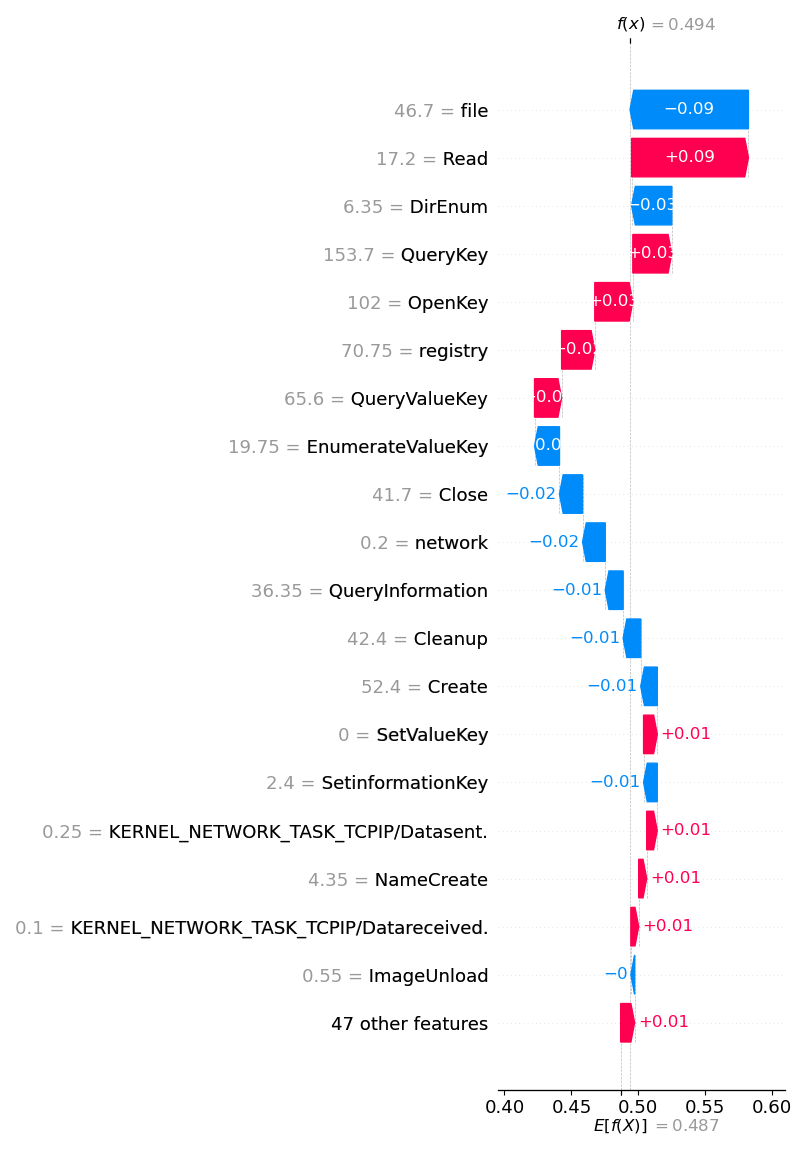 f(x) = 0.494
46.7 = file
−0.09
17.2 = Read
+0.09
6.35 = DirEnum
−0.03
153.7 = QueryKey
+0.03
102 = OpenKey
+0.03
70.75 = registry
65.6 = QueryValueKey
19.75 = EnumerateValueKey
41.7 = Close
−0.02
0.2 = network
−0.02
36.35 = QueryInformation
−0.01
42.4 = Cleanup
−0.01
52.4 = Create
−0.01
0 = SetValueKey
+0.01
2.4 = SetinformationKey
−0.01
0.25 = KERNEL_NETWORK_TASK_TCPIP/Datasent.
+0.01
4.35 = NameCreate
+0.01
0.1 = KERNEL_NETWORK_TASK_TCPIP/Datareceived.
+0.01
0.55 = ImageUnload
−0
47 other features
+0.01
0.40 0.45 0.50 0.55 0.60
E[f(X)] = 0.487